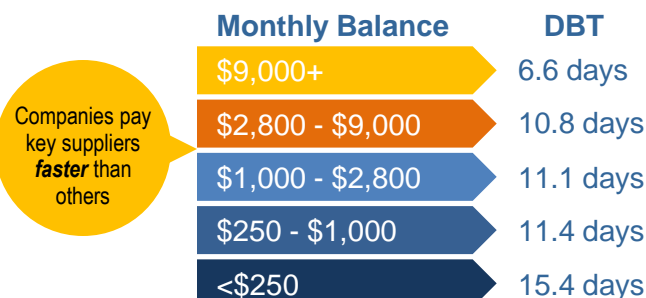 Monthly Balance DBT
$9,000+ 6.6 days
$2,800 - $9,000 10.8 days
$1,000 - $2,800 11.1 days
$250 - $1,000 11.4 days
<$250 15.4 days
Companies pay
key suppliers
faster than
others